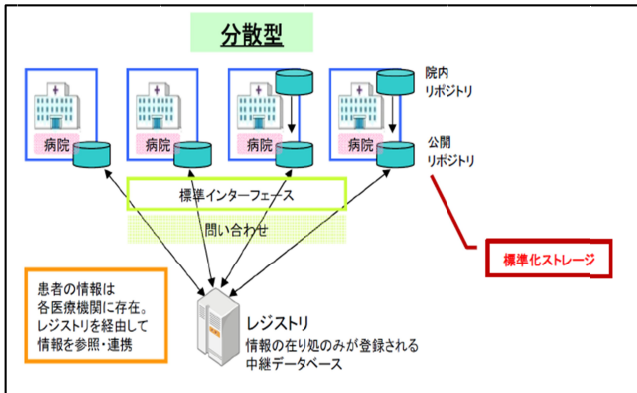 分散型
院内
リポジトリ
病院
病院
病院
病院
公開
リポジトリ
標準インターフェース
問い合わせ
標準化ストレージ
患者の情報は
各医療機関に存在。
レジストリを経由して
情報を参照・連携
レジストリ
情報の在り処のみが登録される
中継データベース